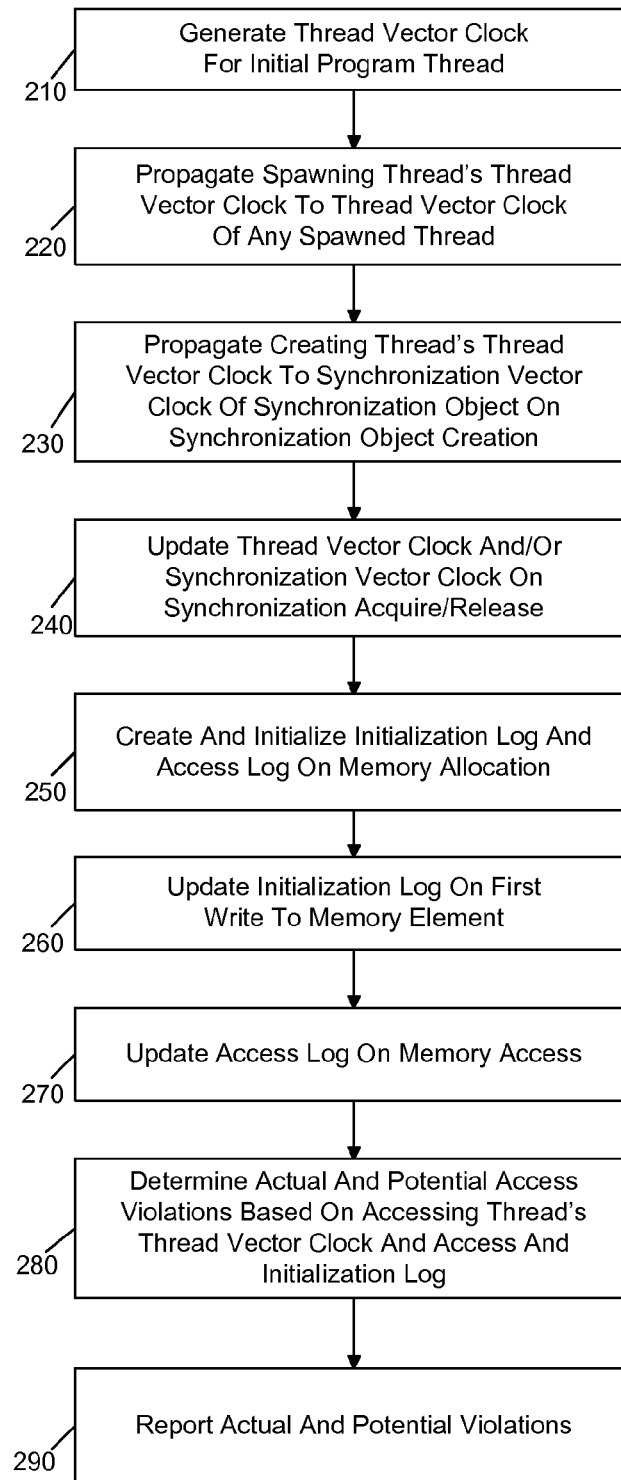 Generate Thread Vector Clock
For Initial Program Thread
210
Propagate Spawning Thread's Thread
Vector Clock To Thread Vector Clock
Of Any Spawned Thread
220
Propagate Creating Thread's Thread
Vector Clock To Synchronization Vector
Clock Of Synchronization Object On
Synchronization Object Creation
230
Update Thread Vector Clock And/Or
Synchronization Vector Clock On
Synchronization Acquire/Release
240
Create And Initialize Initialization Log And
Access Log On Memory Allocation
250
Update Initialization Log On First
Write To Memory Element
260
Update Access Log On Memory Access
270
Determine Actual And Potential Access
Violations Based On Accessing Thread's
Thread Vector Clock And Access And
Initialization Log
280
Report Actual And Potential Violations
290